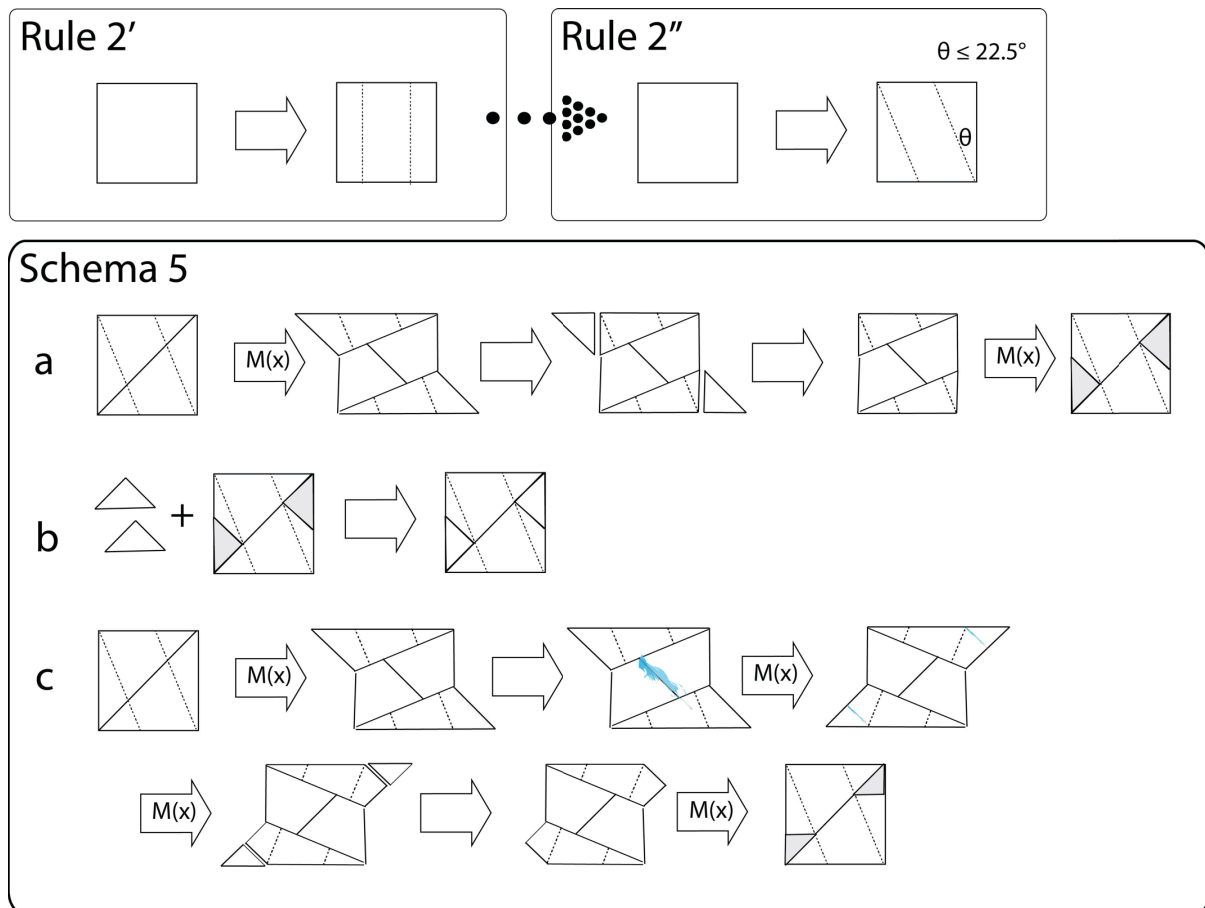 Rule 2’
Rule 2”
θ ≤ 22.5°
θ
Schema 5
a
M(x)
M(x)
b
+
c
M(x)
M(x)
M(x)
M(x)